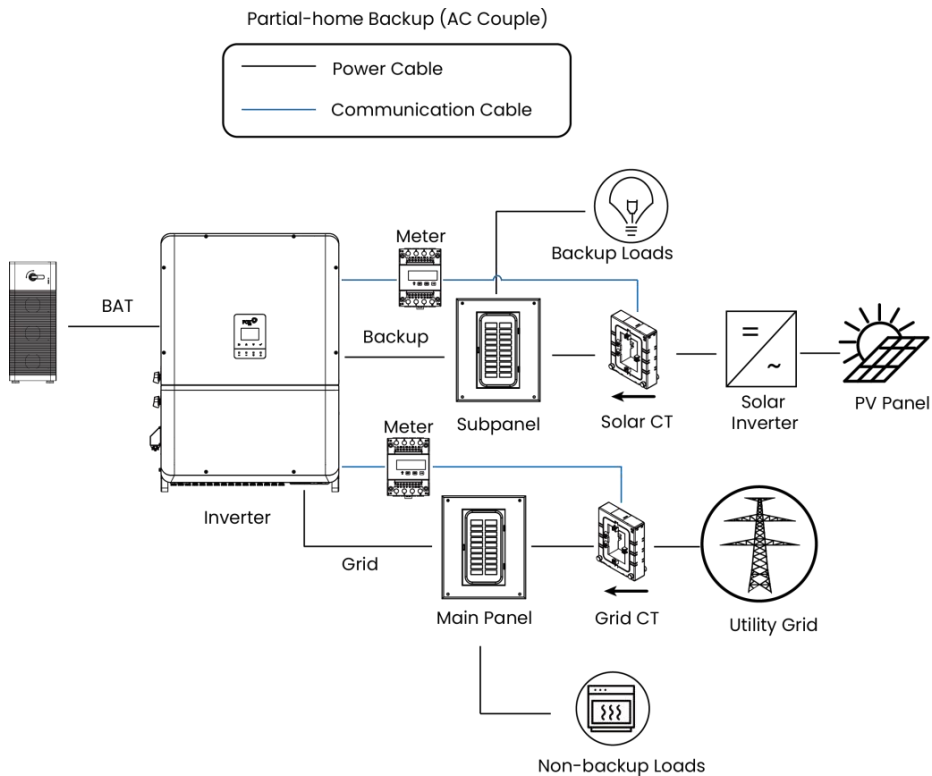 Partial-home Backup (AC Couple)
Power Cable
Communication Cable
Meter
Backup Loads
BAT
Backup
Subpanel
Solar CT
Solar
Inverter
PV Panel
Meter
Inverter
Grid
Main Panel
Grid CT
Utility Grid
Non-backup Loads